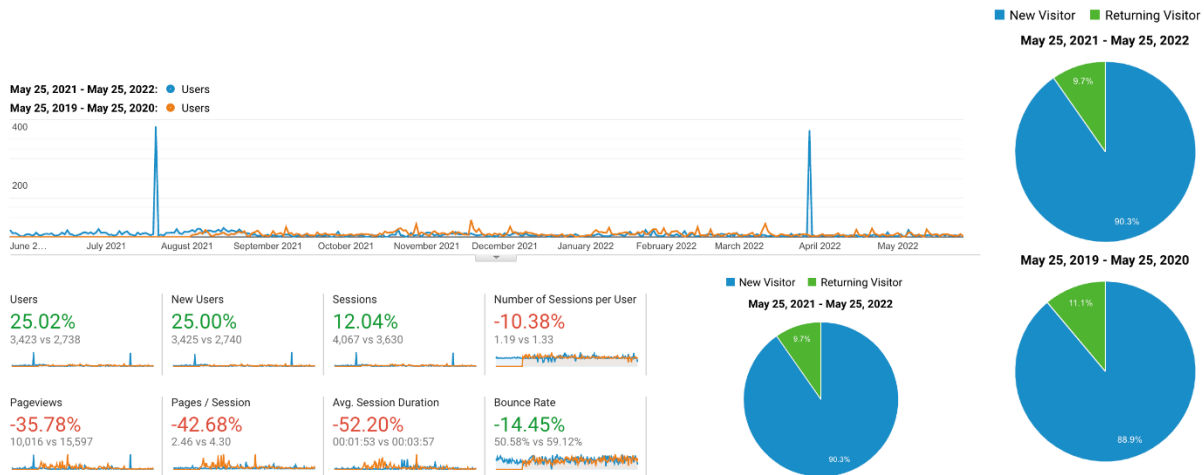 New Visitor Returning Visitor
May 25, 2021 - May 25, 2022
9.7%
90.3%
May 25, 2021 - May 25, 2022: Users
May 25, 2019 - May 25, 2020: Users
400
200
June 2... July 2021 August 2021 September 2021 October 2021 November 2021 December 2021 January 2022 February 2022 March 2022 April 2022 May 2022
May 25, 2019 - May 25, 2020
11.1%
88.9%
Users New Users Sessions Number of Sessions per User
25.02% 25.00% 12.04% -10.38%
3,423 vs 2,738 3,425 vs 2,740 4,067 vs 3,630 1.19 vs 1.33
Pageviews Pages / Session Avg. Session Duration Bounce Rate
-35.78% -42.68% -52.20% -14.45%
10,016 vs 15,597 2.46 vs 4.30 00:01:53 vs 00:03:57 50.58% vs 59.12%
New Visitor Returning Visitor
May 25, 2021 - May 25, 2022
9.7%
90.3%